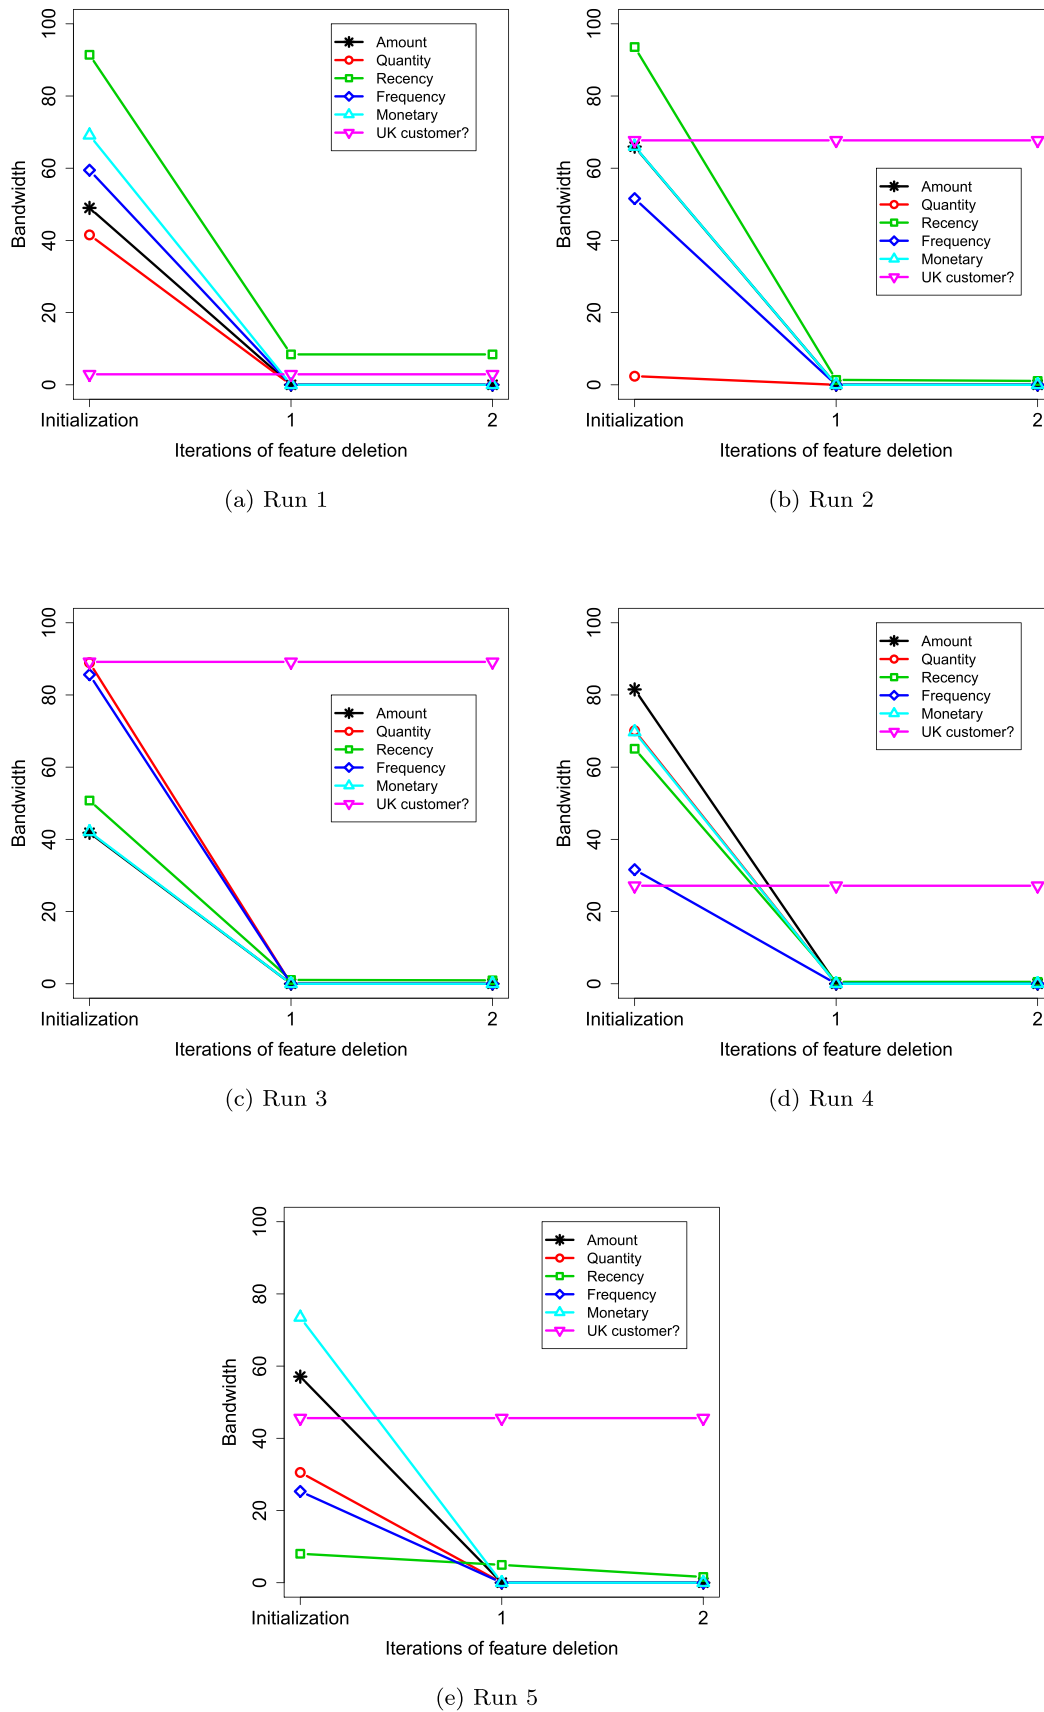 100
80
60
40
20
0
Bandwidth
Amount
Quantity
Recency
Frequency
Monetary
UK customer?
Initialization 1 2
Iterations of feature deletion
(a) Run 1
100
80
60
40
20
0
Bandwidth
Amount
Quantity
Recency
Frequency
Monetary
UK customer?
Initialization 1 2
Iterations of feature deletion
(b) Run 2
100
80
60
40
20
0
Bandwidth
Amount
Quantity
Recency
Frequency
Monetary
UK customer?
Initialization 1 2
Iterations of feature deletion
(c) Run 3
100
80
60
40
20
0
Bandwidth
Amount
Quantity
Recency
Frequency
Monetary
UK customer?
Initialization 1 2
Iterations of feature deletion
(d) Run 4
100
80
60
40
20
0
Bandwidth
Amount
Quantity
Recency
Frequency
Monetary
UK customer?
Initialization 1 2
Iterations of feature deletion
(e) Run 5